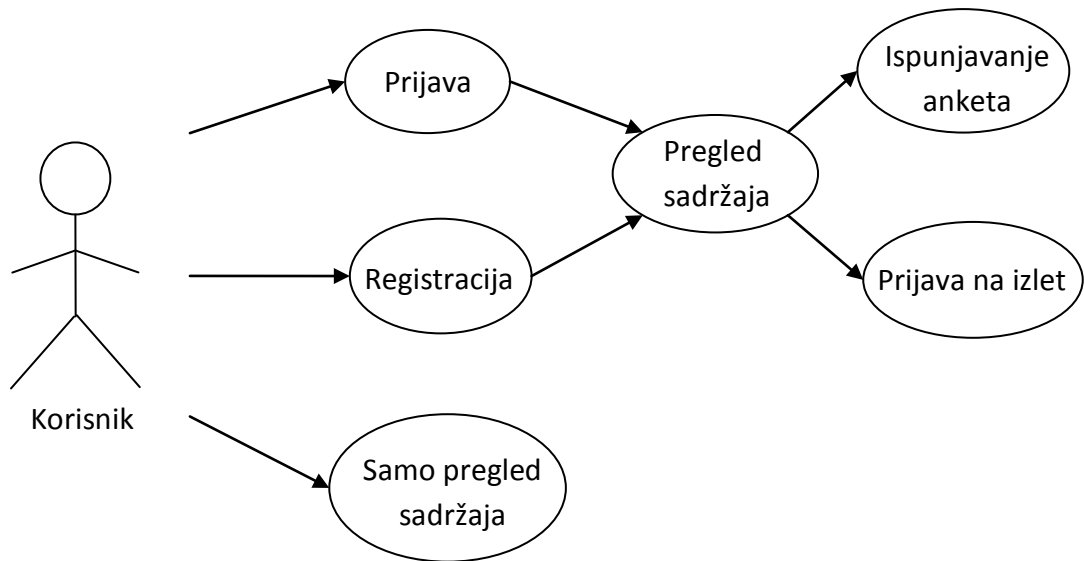 Prijava
Ispunjavanje
anketa
Pregled
sadržaja
Registracija
Prijava na izlet
Korisnik
Samo pregled
sadržaja